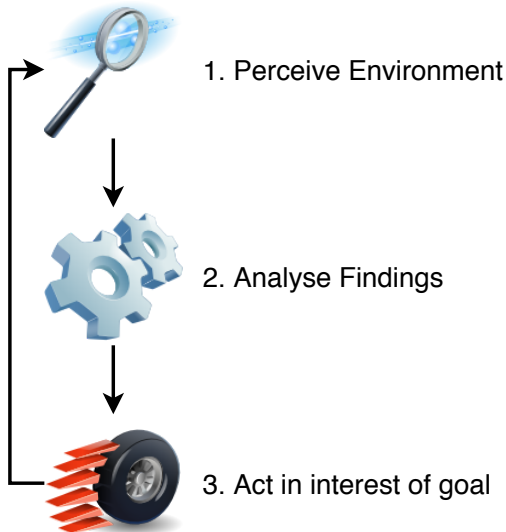 1. Perceive Environment
2. Analyse Findings
3. Act in interest of goal